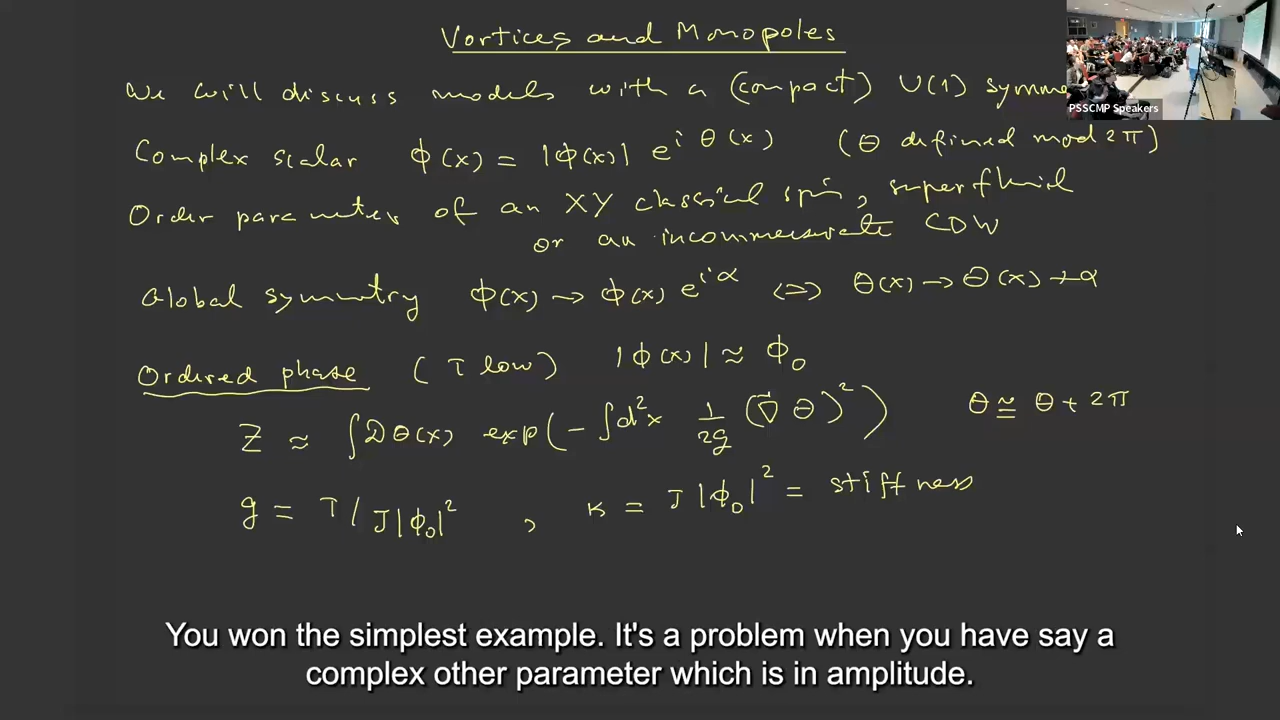 Vortices and Monopoles
PSSCMP Speakers
We will discuss models with a (compact) U(1) symme
Complex scalar ϕ(x) = |ϕ(x)| e^{iθ(x)} (θ defined mod 2π)
Order parameter of an XY classical spin, superfluid
or an incommensurate CDW
Global symmetry ϕ(x) → ϕ(x) e^{iα} ⇔ θ(x) → θ(x) + α
Ordered phase (T low) |ϕ(x)| ≈ ϕ₀
Z ≈ ∫Dθ(x) exp(-∫d²x 1/2g (∇⃗θ)²) θ ≅ θ + 2π
g = T/J|ϕ₀|² , κ = J|ϕ₀|² = stiffness
You won the simplest example. It's a problem when you have say a
complex other parameter which is in amplitude.